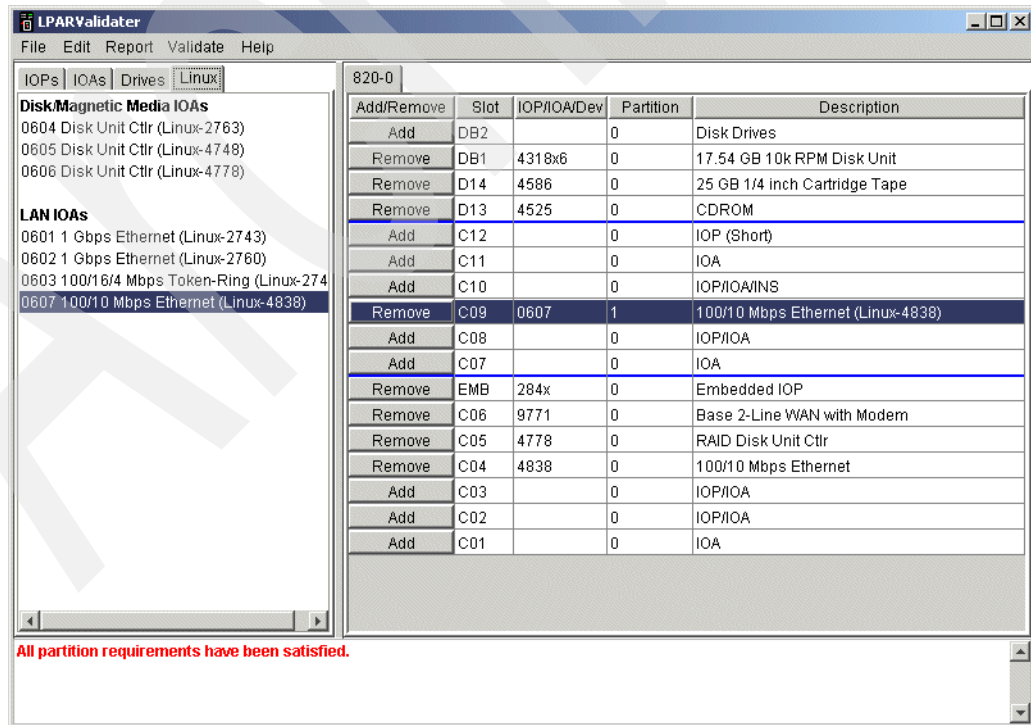 LPARValidater
File Edit Report Validate Help
IOPs IOAs Drives Linux
Disk/Magnetic Media IOAs
0604 Disk Unit Ctlr (Linux-2763)
0605 Disk Unit Ctlr (Linux-4748)
0606 Disk Unit Ctlr (Linux-4778)
LAN IOAs
0601 1 Gbps Ethernet (Linux-2743)
0602 1 Gbps Ethernet (Linux-2760)
0603 100/16/4 Mbps Token-Ring (Linux-274
0607 100/10 Mbps Ethernet (Linux-4838)
820-0
Add/Remove Slot IOP/IOA/Dev Partition Description
Add DB2 0 Disk Drives
Remove DB1 4318x6 0 17.54 GB 10k RPM Disk Unit
Remove D14 4586 0 25 GB 1/4 inch Cartridge Tape
Remove D13 4525 0 CDROM
Add C12 0 IOP (Short)
Add C11 0 IOA
Add C10 0 IOP/IOA/INS
Remove C09 0607 1 100/10 Mbps Ethernet (Linux-4838)
Add C08 0 IOP/IOA
Add C07 0 IOA
Remove EMB 284x 0 Embedded IOP
Remove C06 9771 0 Base 2-Line WAN with Modem
Remove C05 4778 0 RAID Disk Unit Ctlr
Remove C04 4838 0 100/10 Mbps Ethernet
Add C03 0 IOP/IOA
Add C02 0 IOP/IOA
Add C01 0 IOA
All partition requirements have been satisfied.